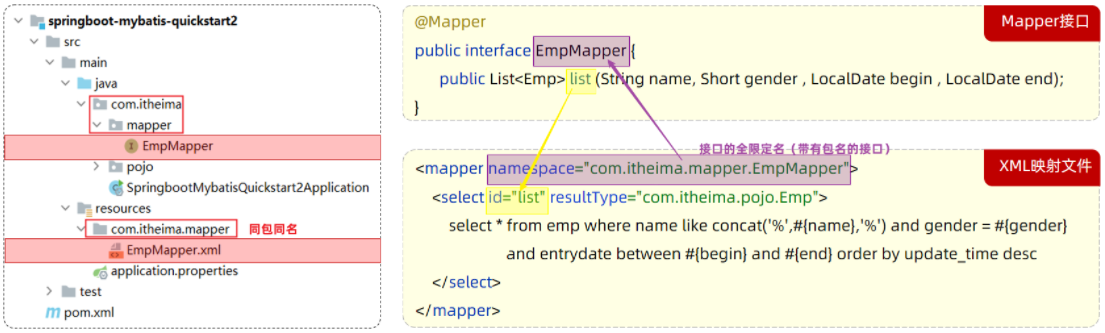 springboot-mybatis-quickstart2
src
main
java
com.itheima
mapper
EmpMapper
pojo
SpringbootMybatisQuickstart2Application
resources
com.itheima.mapper 同包同名
EmpMapper.xml
application.properties
test
pom.xml
Mapper接口
@Mapper
public interface EmpMapper {
public List<Emp> list (String name, Short gender , LocalDate begin , LocalDate end);
}
接口的全限定名（带有包名的接口）
XML映射文件
<mapper namespace="com.itheima.mapper.EmpMapper">
<select id="list" resultType="com.itheima.pojo.Emp">
select * from emp where name like concat('%',#{name},'%') and gender = #{gender}
and entrydate between #{begin} and #{end} order by update_time desc
</select>
</mapper>